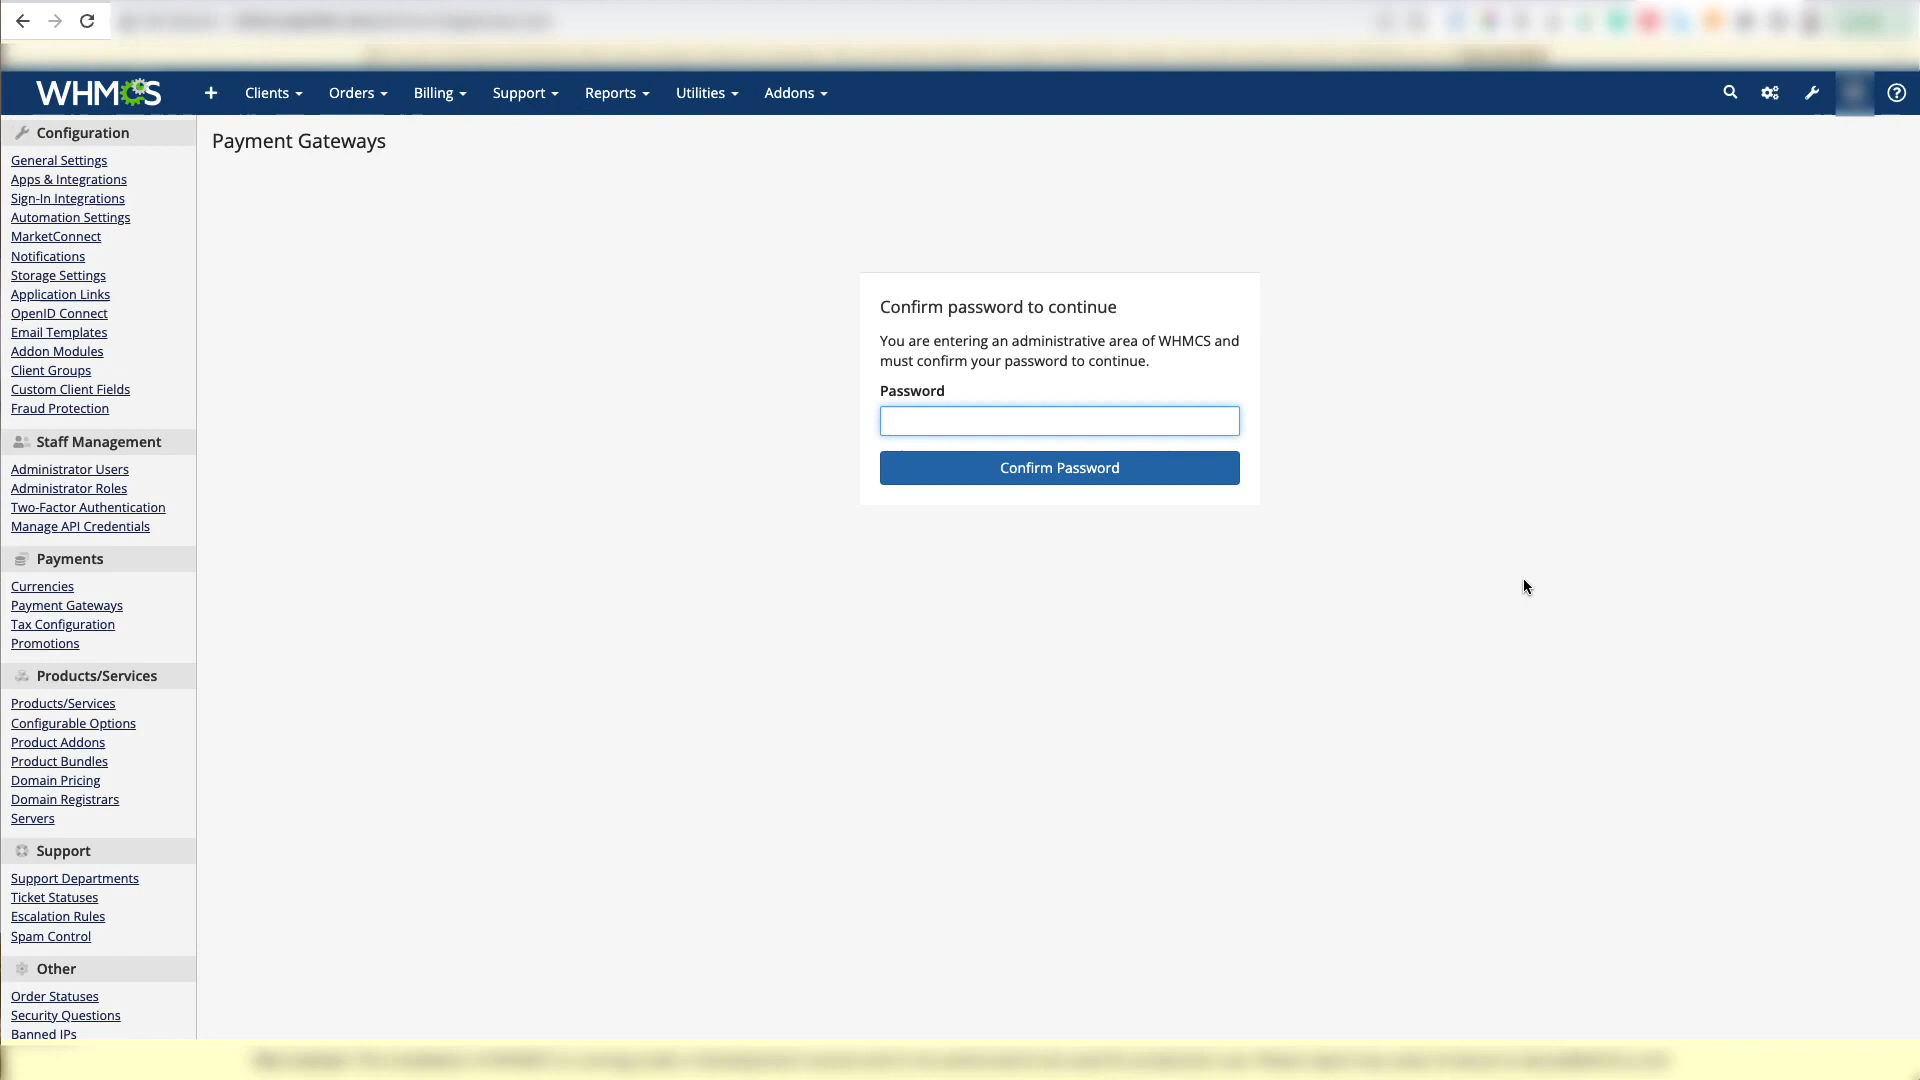 WHMCS
Clients
Orders
Billing
Support
Reports
Utilities
Addons
Configuration
General Settings
Apps & Integrations
Sign-In Integrations
Automation Settings
MarketConnect
Notifications
Storage Settings
Application Links
OpenID Connect
Email Templates
Addon Modules
Client Groups
Custom Client Fields
Fraud Protection
Staff Management
Administrator Users
Administrator Roles
Two-Factor Authentication
Manage API Credentials
Payments
Currencies
Payment Gateways
Tax Configuration
Promotions
Products/Services
Products/Services
Configurable Options
Product Addons
Product Bundles
Domain Pricing
Domain Registrars
Servers
Support
Support Departments
Ticket Statuses
Escalation Rules
Spam Control
Other
Order Statuses
Security Questions
Banned IPs
Payment Gateways
Confirm password to continue
You are entering an administrative area of WHMCS and
must confirm your password to continue.
Password
Confirm Password